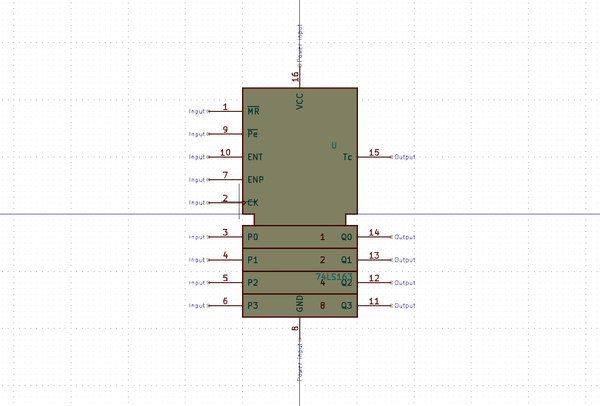 Power input
16
VCC
Input 1 MR
Input 9 Pe
U
Input 10 ENT Tc 15 Output
Input 7 ENP
Input 2 CK
Input 3 P0 1 Q0 14 Output
Input 4 P1 2 Q1 13 Output
74LS163
Input 5 P2 4 Q2 12 Output
Input 6 P3 8 Q3 11 Output
GND
8
Power input